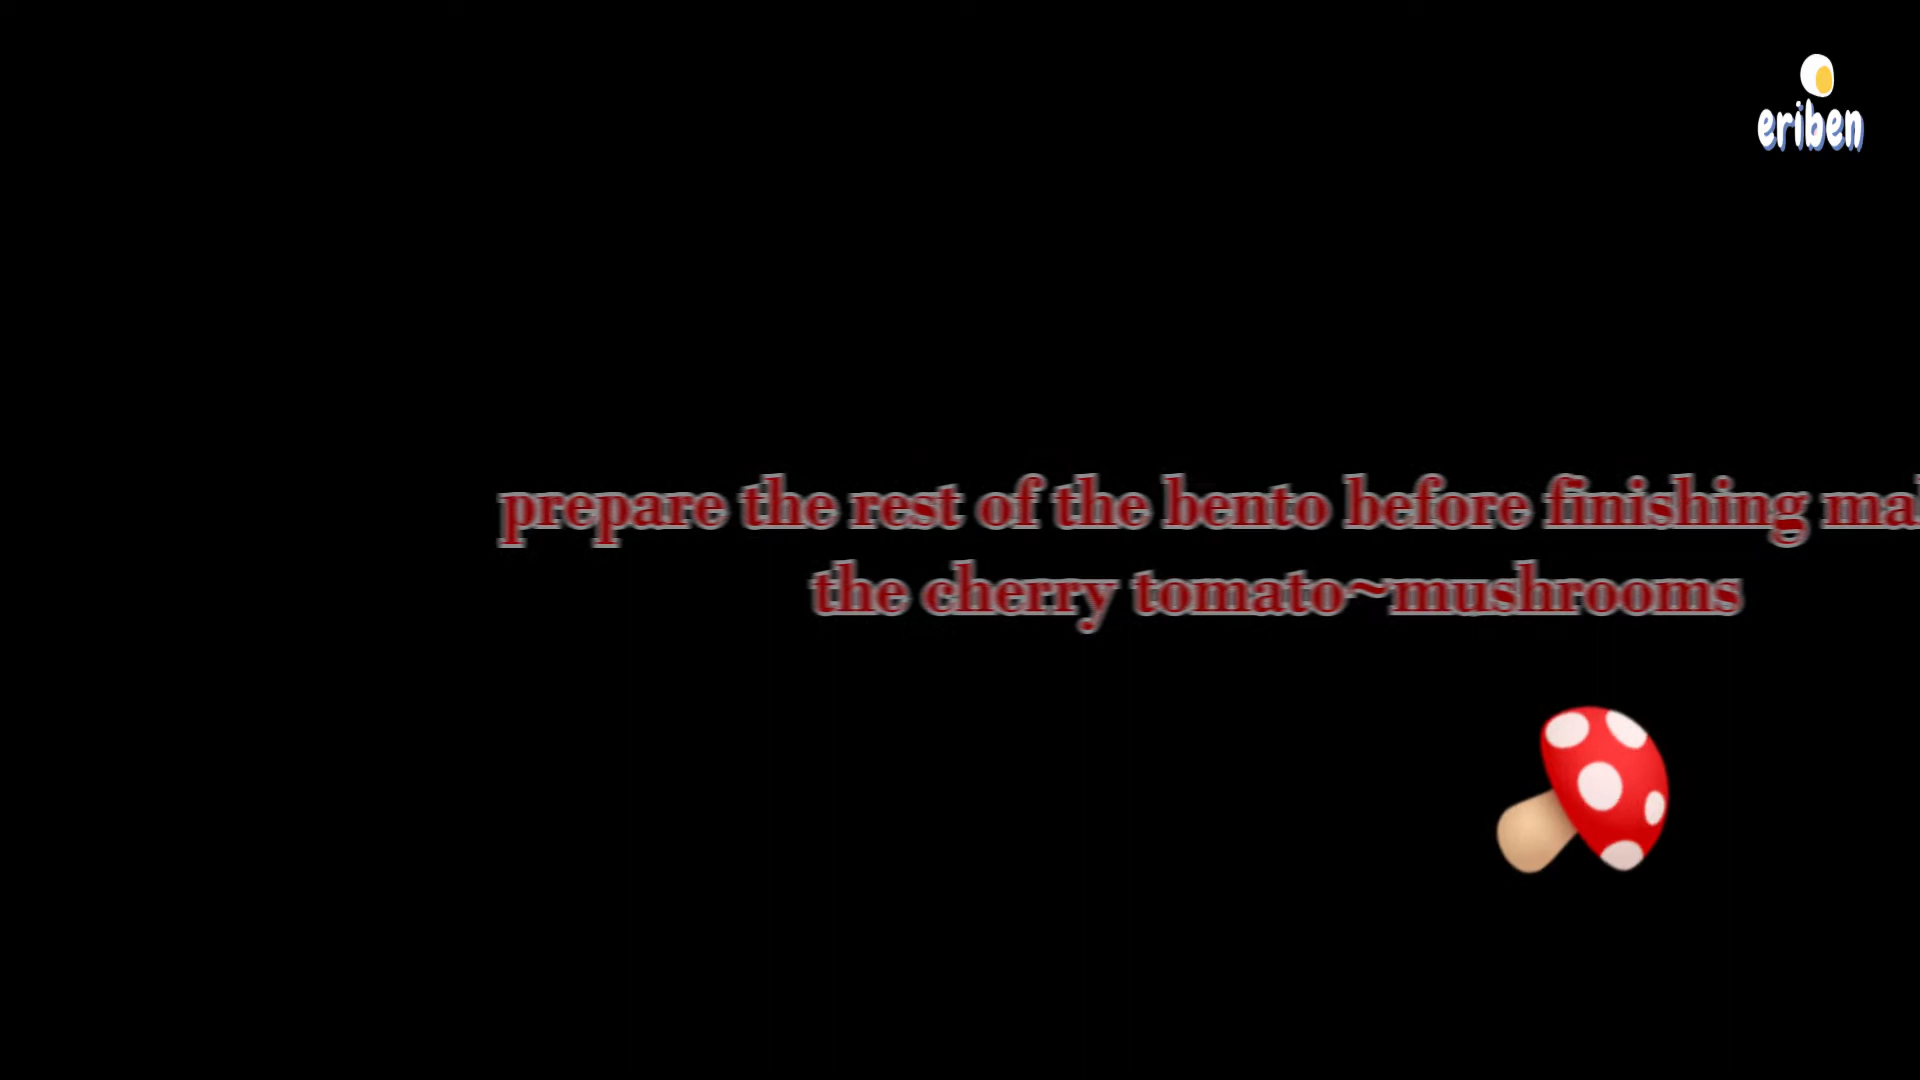 eriben
prepare the rest of the bento before finishing
the cherry tomato~mushrooms